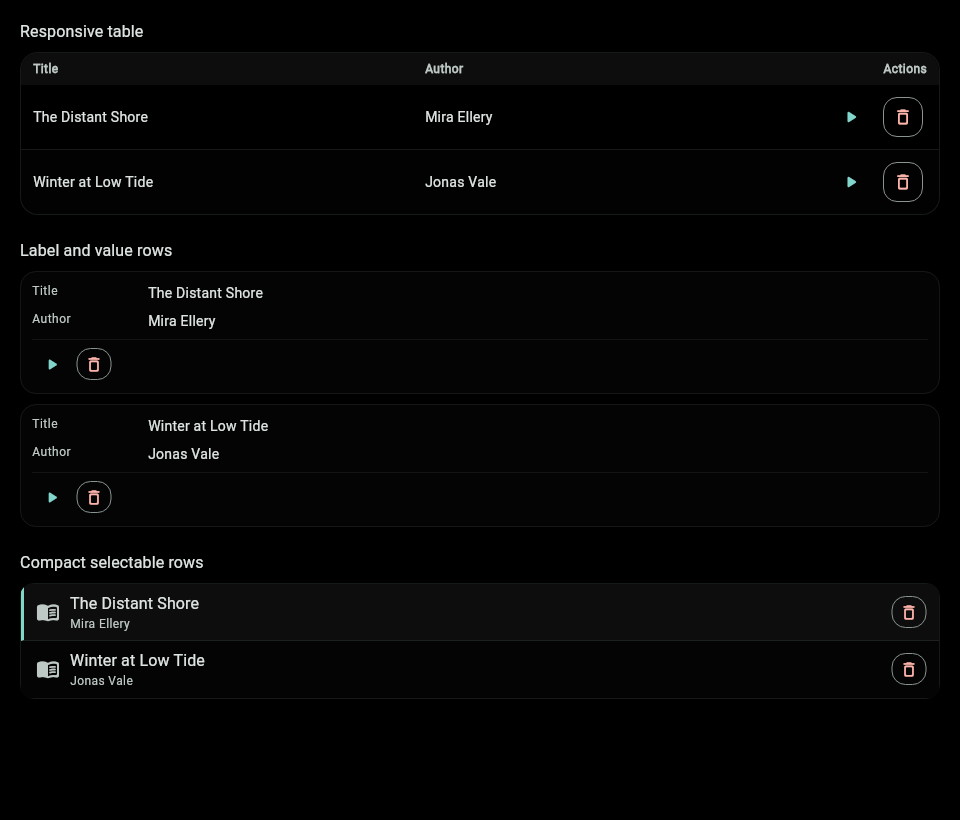 Responsive table
Title Author Actions
The Distant Shore Mira Ellery
Winter at Low Tide Jonas Vale
Label and value rows
Title The Distant Shore
Author Mira Ellery
Title Winter at Low Tide
Author Jonas Vale
Compact selectable rows
The Distant Shore
Mira Ellery
Winter at Low Tide
Jonas Vale